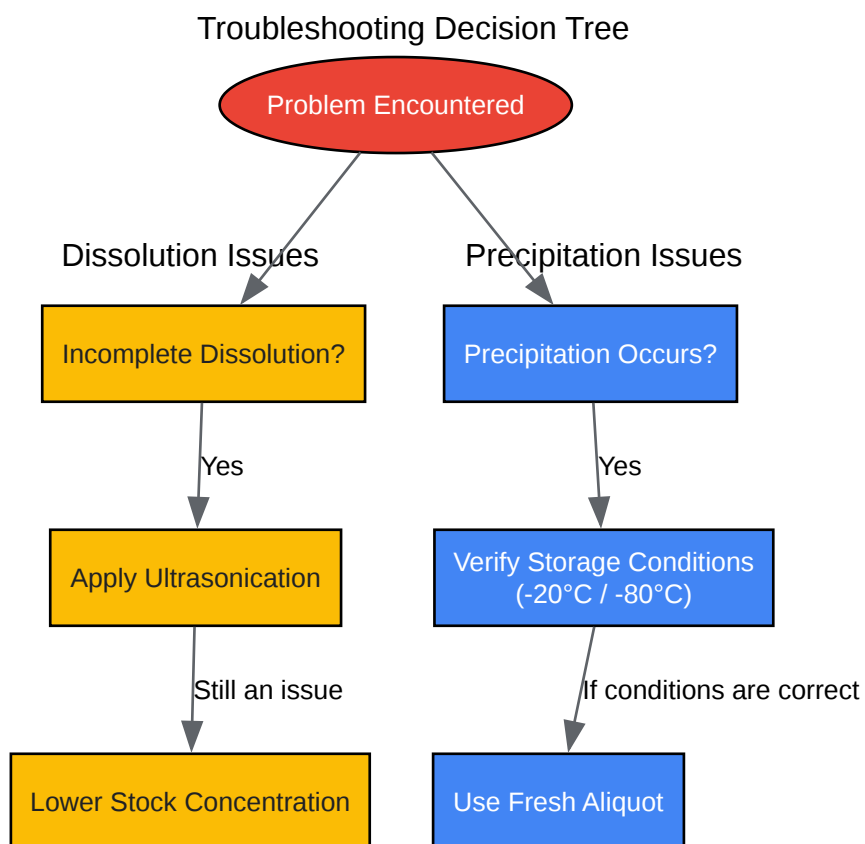 Troubleshooting Decision Tree
Problem Encountered
Dissolution Issues
Precipitation Issues
Incomplete Dissolution?
Precipitation Occurs?
Yes
Yes
Apply Ultrasonication
Verify Storage Conditions
(-20°C / -80°C)
Still an issue
If conditions are correct
Lower Stock Concentration
Use Fresh Aliquot